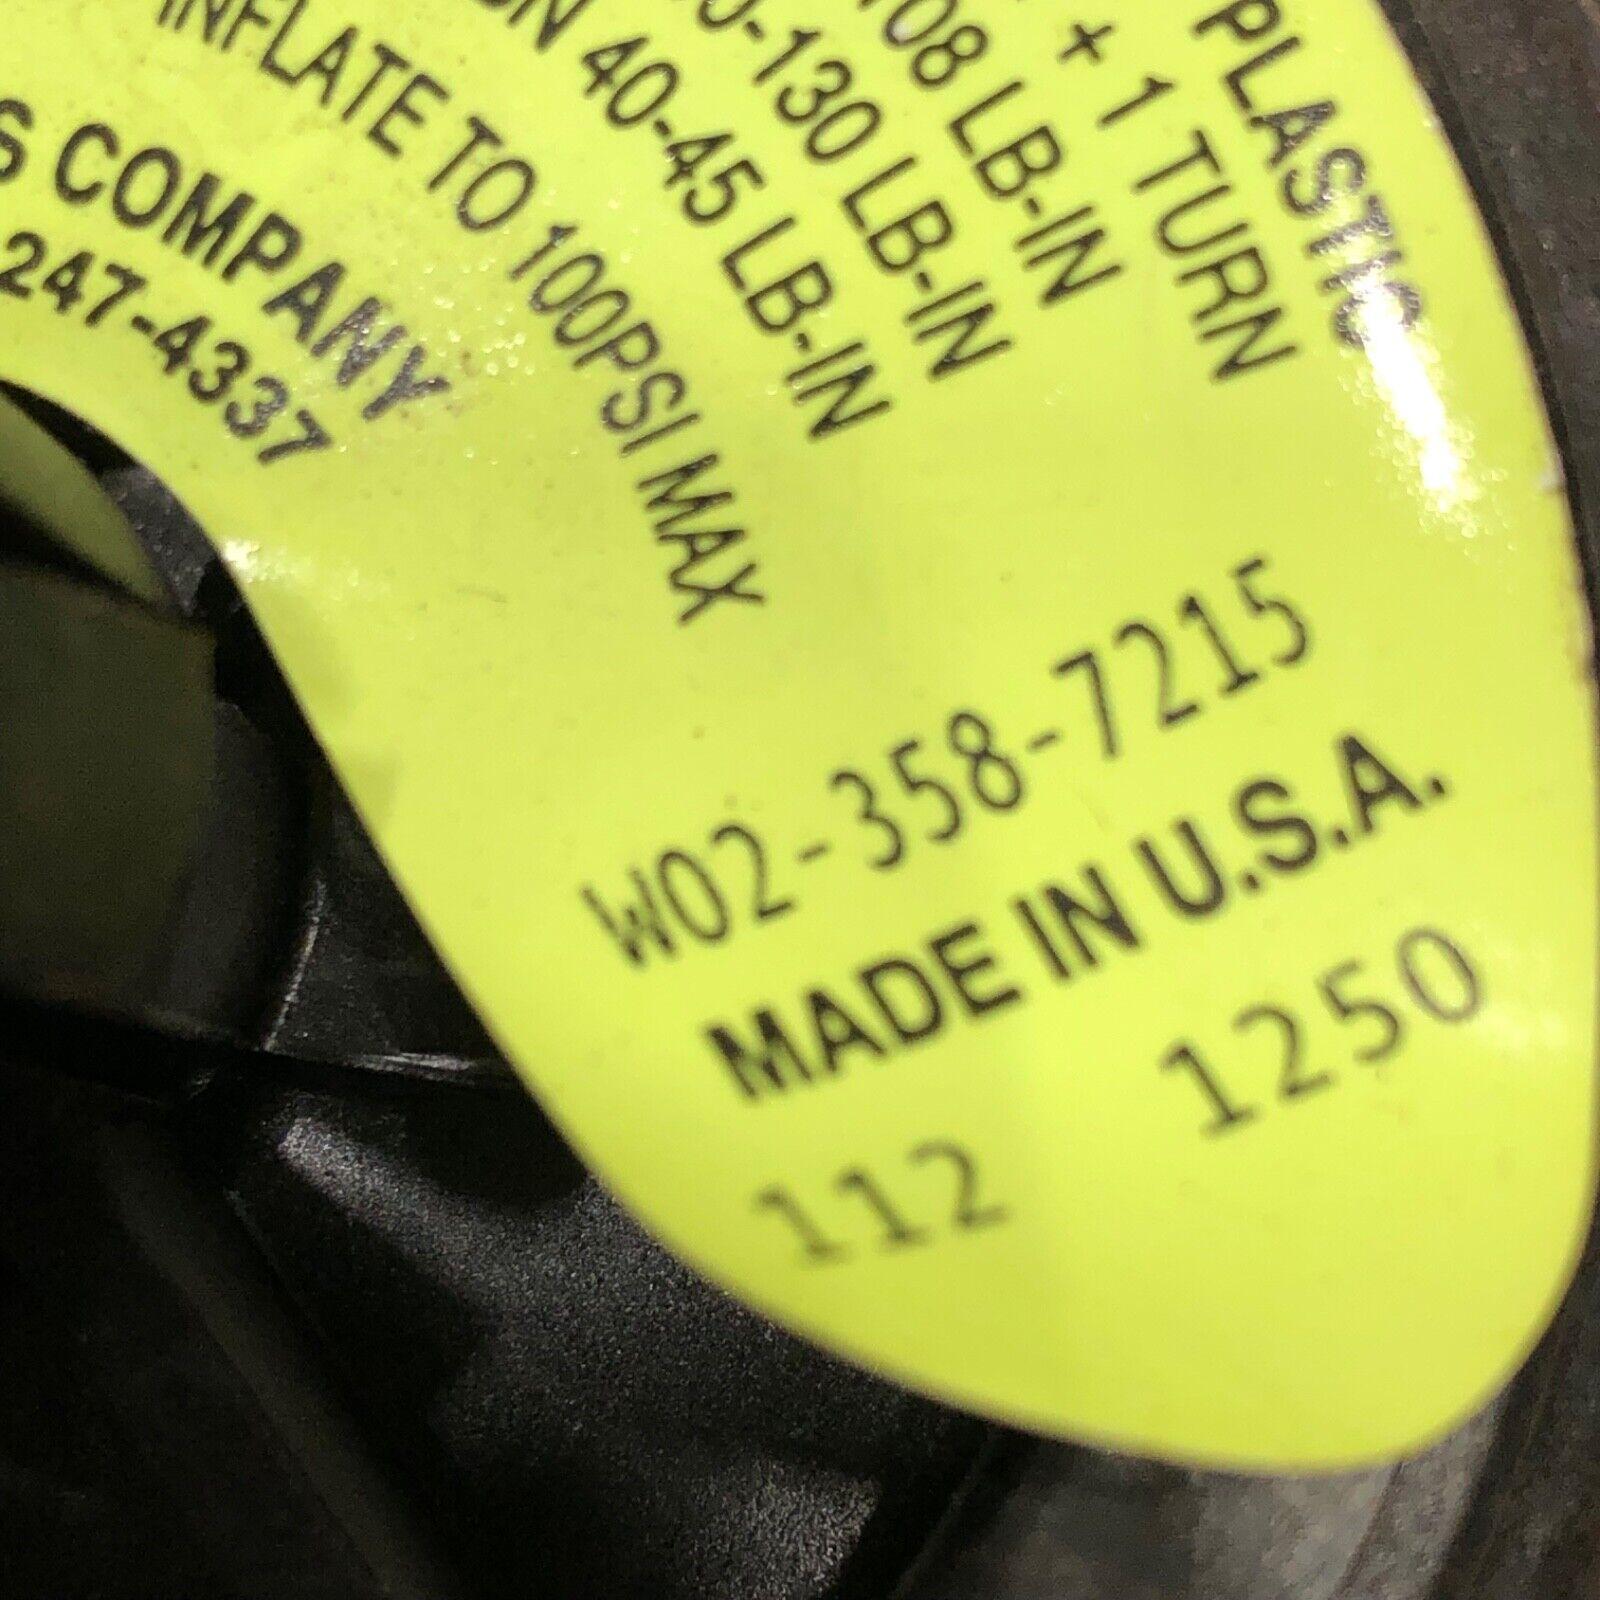 PLASTIC
+ 1 TURN
108 LB-IN
0-130 LB-IN
40-45 LB-IN
INFLATE TO 100PSI MAX
COMPANY
247-4337
W02-358-7215
MADE IN U.S.A.
112 1250